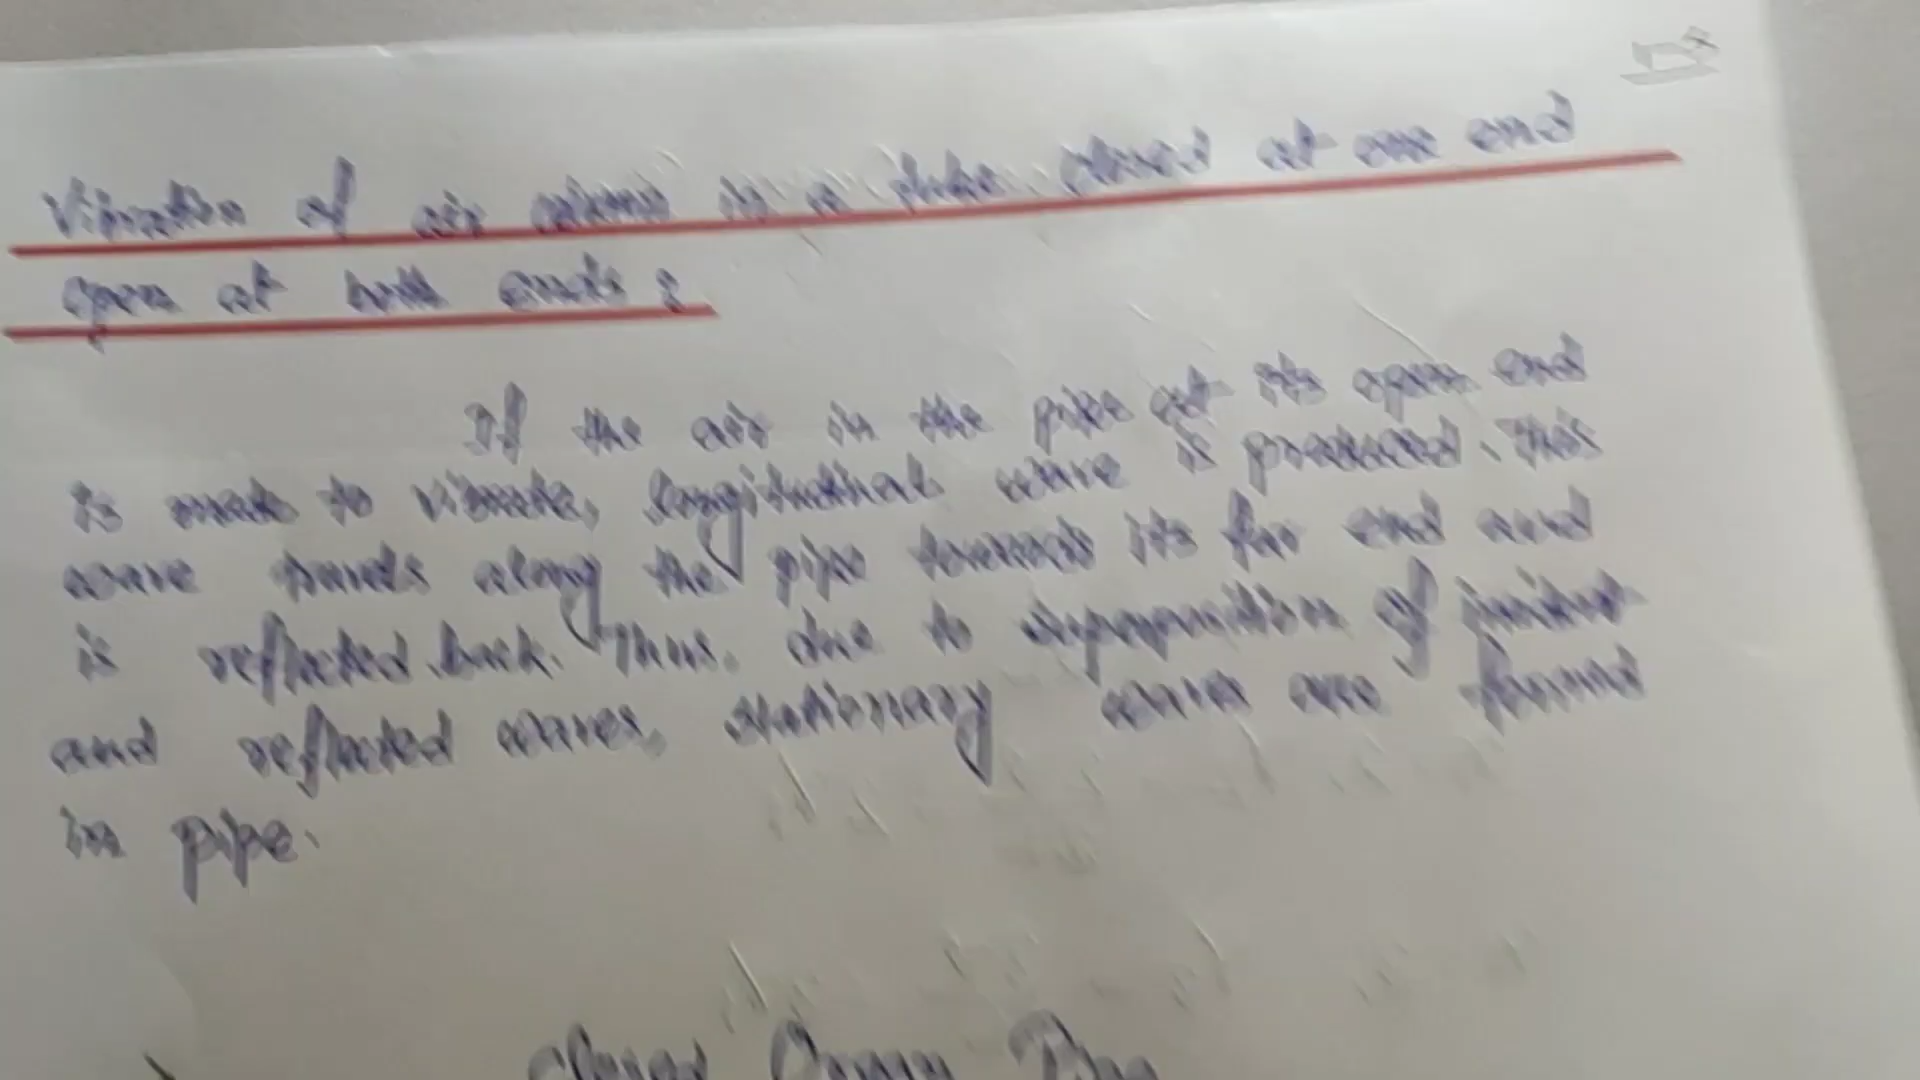 Vibration of air column in a tube closed at one end
open at both ends :
If the air in the pipe at its open end
is made to vibrate, longitudinal wave is produced. This
wave travels along the pipe towards its far end and
is reflected back. Thus, due to superposition of incident
and reflected waves, stationary waves are formed
in pipe.